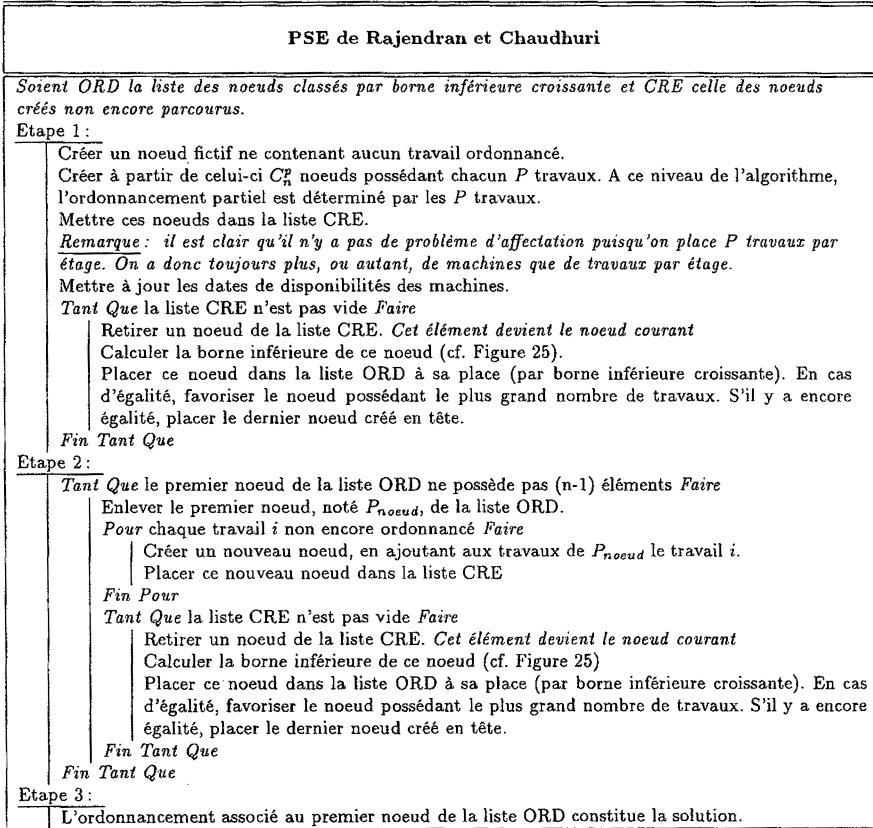 PSE de Rajendran et Chaudhuri
Soient ORD la liste des noeuds classés par borne inférieure croissante et CRE celle des noeuds
créés non encore parcourus.
Etape 1 :
Créer un noeud fictif ne contenant aucun travail ordonnancé.
Créer à partir de celui-ci C_n^p noeuds possédant chacun P travaux. A ce niveau de l'algorithme,
l'ordonnancement partiel est déterminé par les P travaux.
Mettre ces noeuds dans la liste CRE.
Remarque : il est clair qu'il n'y a pas de problème d'affectation puisqu'on place P travaux par
étage. On a donc toujours plus, ou autant, de machines que de travaux par étage.
Mettre à jour les dates de disponibilités des machines.
Tant Que la liste CRE n'est pas vide Faire
Retirer un noeud de la liste CRE. Cet élément devient le noeud courant
Calculer la borne inférieure de ce noeud (cf. Figure 25).
Placer ce noeud dans la liste ORD à sa place (par borne inférieure croissante). En cas
d'égalité, favoriser le noeud possédant le plus grand nombre de travaux. S'il y a encore
égalité, placer le dernier noeud créé en tête.
Fin Tant Que
Etape 2 :
Tant Que le premier noeud de la liste ORD ne possède pas (n-1) éléments Faire
Enlever le premier noeud, noté P_noeud, de la liste ORD.
Pour chaque travail i non encore ordonnancé Faire
Créer un nouveau noeud, en ajoutant aux travaux de P_noeud le travail i.
Placer ce nouveau noeud dans la liste CRE
Fin Pour
Tant Que la liste CRE n'est pas vide Faire
Retirer un noeud de la liste CRE. Cet élément devient le noeud courant
Calculer la borne inférieure de ce noeud (cf. Figure 25)
Placer ce noeud dans la liste ORD à sa place (par borne inférieure croissante). En cas
d'égalité, favoriser le noeud possédant le plus grand nombre de travaux. S'il y a encore
égalité, placer le dernier noeud créé en tête.
Fin Tant Que
Fin Tant Que
Etape 3 :
L'ordonnancement associé au premier noeud de la liste ORD constitue la solution.